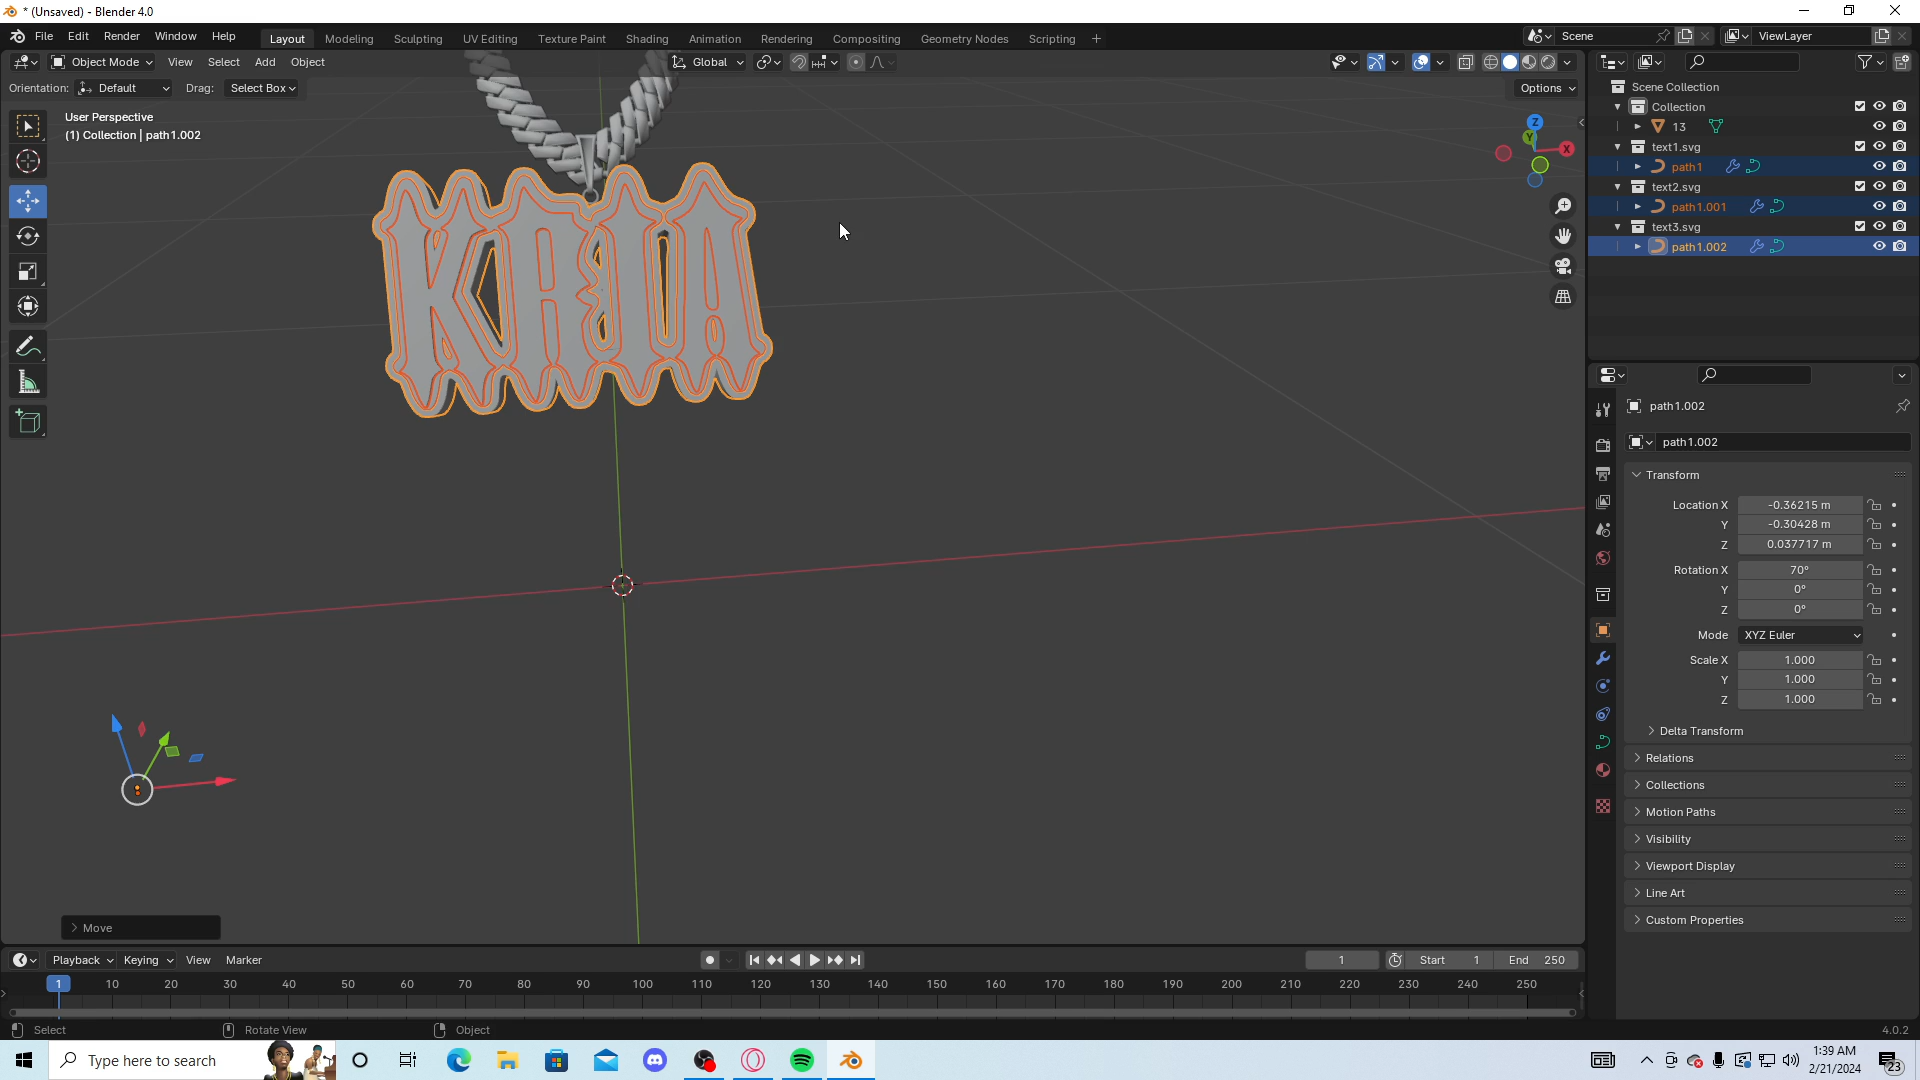 * (Unsaved) - Blender 4.0
File Edit Render Window Help Layout Modeling Sculpting UV Editing Texture Paint Shading Animation Rendering Compositing Geometry Nodes Scripting + Scene ViewLayer
Object Mode View Select Add Object Global
Orientation: Default Drag: Select Box Options
User Perspective
(1) Collection | path1.002
Z
Y
X
Scene Collection
Collection
13
text1.svg
path1
text2.svg
path1.001
text3.svg
path1.002
path1.002
path1.002
Transform
Location X -0.36215 m
Y -0.30428 m
Z 0.037717 m
Rotation X 70°
Y 0°
Z 0°
Mode XYZ Euler
Scale X 1.000
Y 1.000
Z 1.000
Delta Transform
Relations
Collections
Motion Paths
Visibility
Viewport Display
Line Art
Custom Properties
Move
Playback Keying View Marker 1 Start 1 End 250
1 10 20 30 40 50 60 70 80 90 100 110 120 130 140 150 160 170 180 190 200 210 220 230 240 250
Select Rotate View Object 4.0.2
Type here to search
1:39 AM
2/21/2024
23